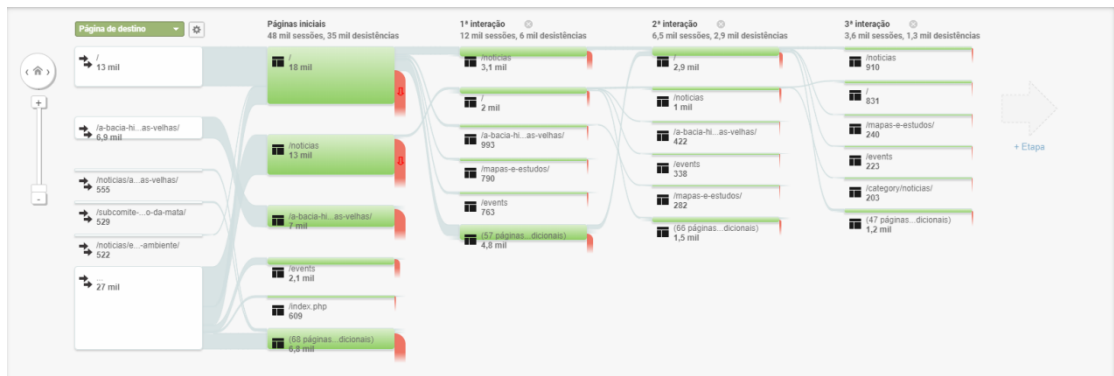 Página de destino
/
13 mil
/a-bacia-hi...as-velhas/
6,9 mil
/noticias/a...as-velhas/
555
/subcomite-...o-da-mata/
529
/noticias/e...-ambiente/
522
...
27 mil
+
-
Páginas iniciais
48 mil sessões, 35 mil desistências
/
18 mil
/noticias
13 mil
/a-bacia-hi...as-velhas/
7 mil
/events
2,1 mil
/index.php
609
(68 páginas...dicionais)
6,8 mil
1ª interação
12 mil sessões, 6 mil desistências
/noticias
3,1 mil
/
2 mil
/a-bacia-hi...as-velhas/
993
/mapas-e-estudos/
790
/events
763
(57 páginas...dicionais)
4,8 mil
2ª interação
6,5 mil sessões, 2,9 mil desistências
/
2,9 mil
/noticias
1 mil
/a-bacia-hi...as-velhas/
422
/events
338
/mapas-e-estudos/
282
(66 páginas...dicionais)
1,5 mil
3ª interação
3,6 mil sessões, 1,3 mil desistências
/noticias
910
/
831
/mapas-e-estudos/
240
/events
223
/category/noticias/
203
(47 páginas...dicionais)
1,2 mil
+ Etapa